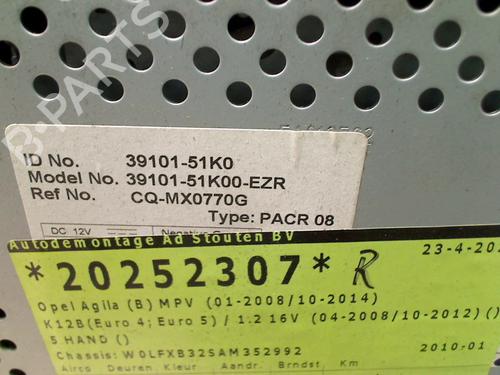 B-PARTS
ID No. 39101-51K0
Model No. 39101-51K00-EZR
Ref No. CQ-MX0770G
Type: PACR 08
DC 12V Negative
Autodemontage Ad Stouten BV
*20252307* R
23-4-20
Opel Agila (B) MPV (01-2008/10-2014)
K12B(Euro 4; Euro 5) / 1.2 16V (04-2008/10-2012) ()
5 HAND ()
Chassis: W0LFXB32SAM352992
2010-01
Airco Deuren Kleur Aandr. Brndst Km